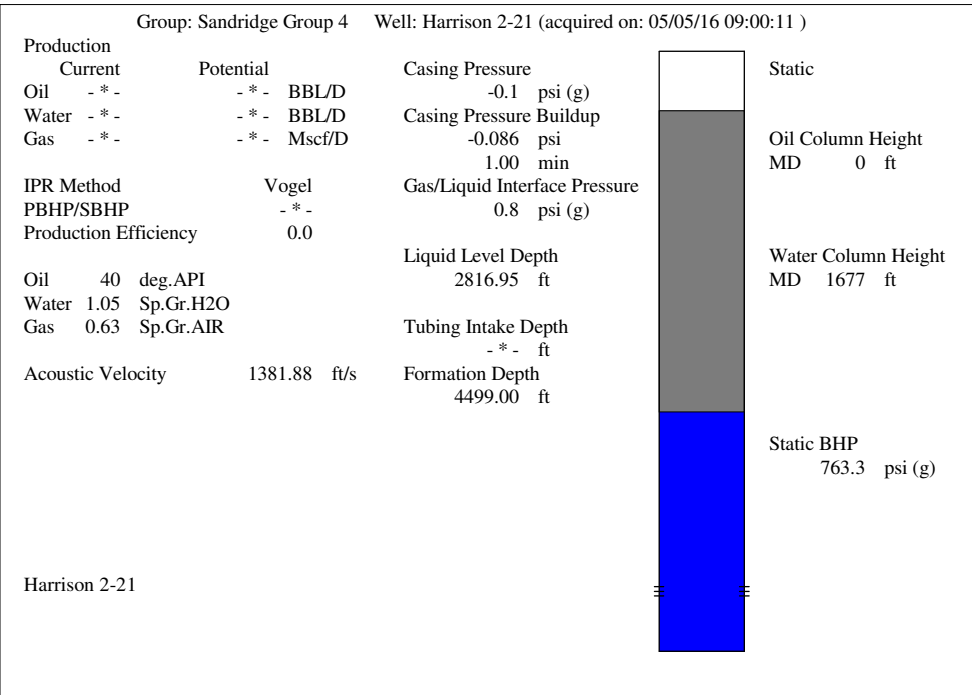 Group: Sandridge Group 4 Well: Harrison 2-21 (acquired on: 05/05/16 09:00:11 )
Production
Current Potential
Oil - * - - * - BBL/D
Water - * - - * - BBL/D
Gas - * - - * - Mscf/D
IPR Method Vogel
PBHP/SBHP - * -
Production Efficiency 0.0
Oil 40 deg.API
Water 1.05 Sp.Gr.H2O
Gas 0.63 Sp.Gr.AIR
Acoustic Velocity 1381.88 ft/s
Casing Pressure
-0.1 psi (g)
Casing Pressure Buildup
-0.086 psi
1.00 min
Gas/Liquid Interface Pressure
0.8 psi (g)
Liquid Level Depth
2816.95 ft
Tubing Intake Depth
- * - ft
Formation Depth
4499.00 ft
Static
Oil Column Height
MD 0 ft
Water Column Height
MD 1677 ft
Static BHP
763.3 psi (g)
Harrison 2-21